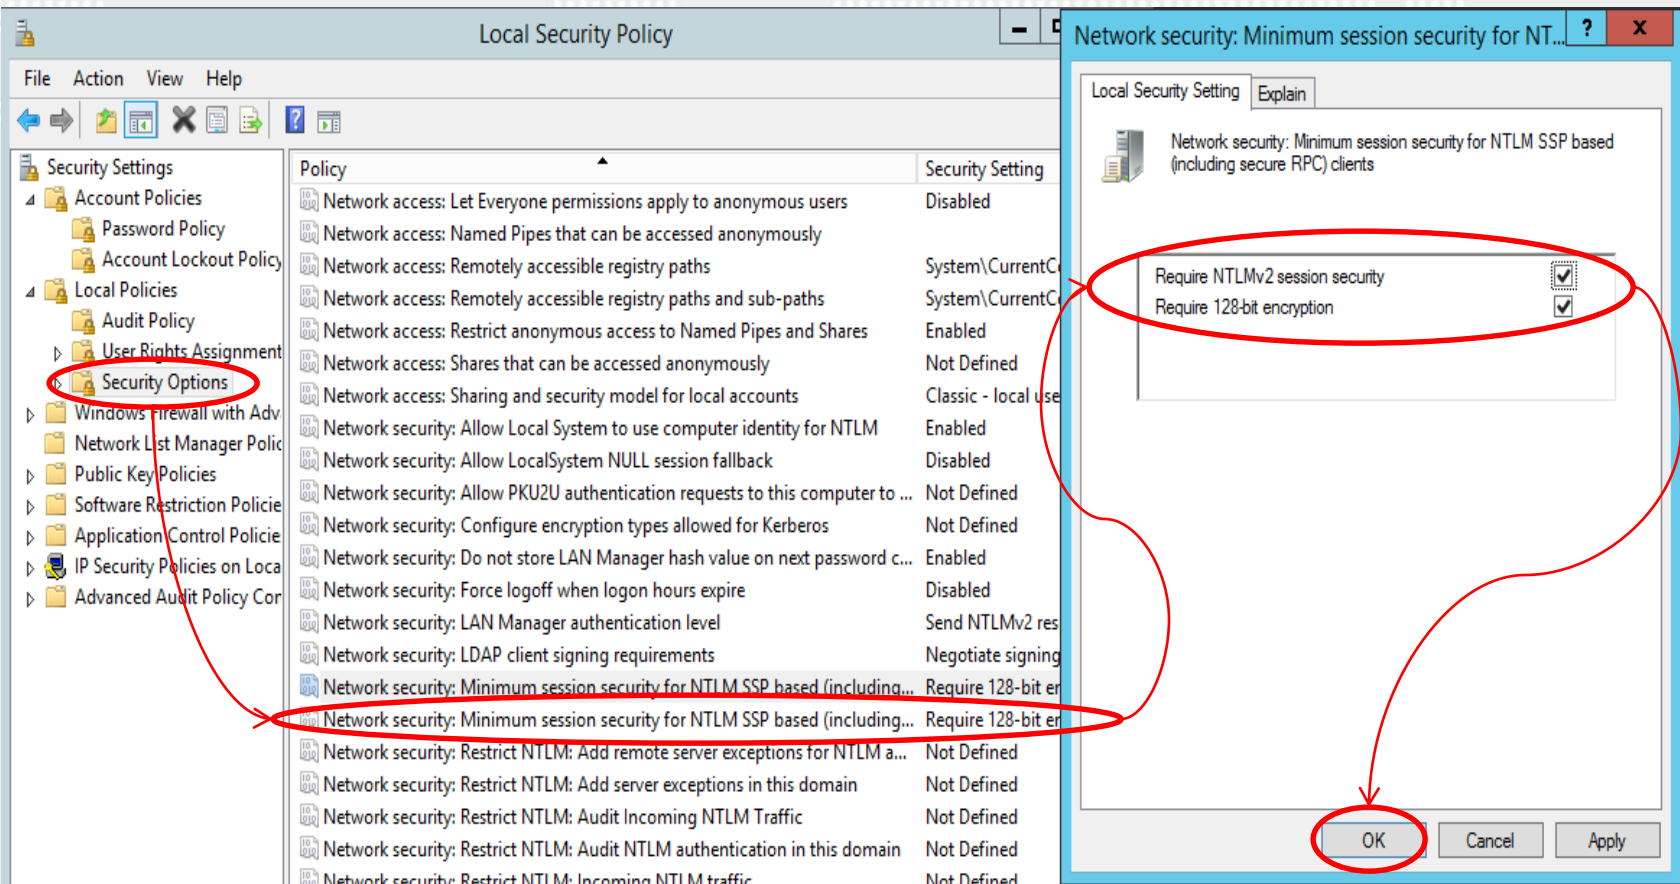 Local Security Policy
File Action View Help
Security Settings
Account Policies
Password Policy
Account Lockout Policy
Local Policies
Audit Policy
User Rights Assignment
Security Options
Windows Firewall with Adv
Network List Manager Polic
Public Key Policies
Software Restriction Policie
Application Control Policie
IP Security Policies on Loca
Advanced Audit Policy Con
Policy Security Setting
Network access: Let Everyone permissions apply to anonymous users Disabled
Network access: Named Pipes that can be accessed anonymously
Network access: Remotely accessible registry paths System\CurrentC
Network access: Remotely accessible registry paths and sub-paths System\CurrentC
Network access: Restrict anonymous access to Named Pipes and Shares Enabled
Network access: Shares that can be accessed anonymously Not Defined
Network access: Sharing and security model for local accounts Classic - local use
Network security: Allow Local System to use computer identity for NTLM Enabled
Network security: Allow LocalSystem NULL session fallback Disabled
Network security: Allow PKU2U authentication requests to this computer to ... Not Defined
Network security: Configure encryption types allowed for Kerberos Not Defined
Network security: Do not store LAN Manager hash value on next password c... Enabled
Network security: Force logoff when logon hours expire Disabled
Network security: LAN Manager authentication level Send NTLMv2 res
Network security: LDAP client signing requirements Negotiate signing
Network security: Minimum session security for NTLM SSP based (including... Require 128-bit er
Network security: Minimum session security for NTLM SSP based (including... Require 128-bit er
Network security: Restrict NTLM: Add remote server exceptions for NTLM a... Not Defined
Network security: Restrict NTLM: Add server exceptions in this domain Not Defined
Network security: Restrict NTLM: Audit Incoming NTLM Traffic Not Defined
Network security: Restrict NTLM: Audit NTLM authentication in this domain Not Defined
Network security: Restrict NTLM: Incoming NTLM traffic Not Defined
Network security: Minimum session security for NT... ? X
Local Security Setting Explain
Network security: Minimum session security for NTLM SSP based
(including secure RPC) clients
Require NTLMv2 session security
Require 128-bit encryption
OK Cancel Apply